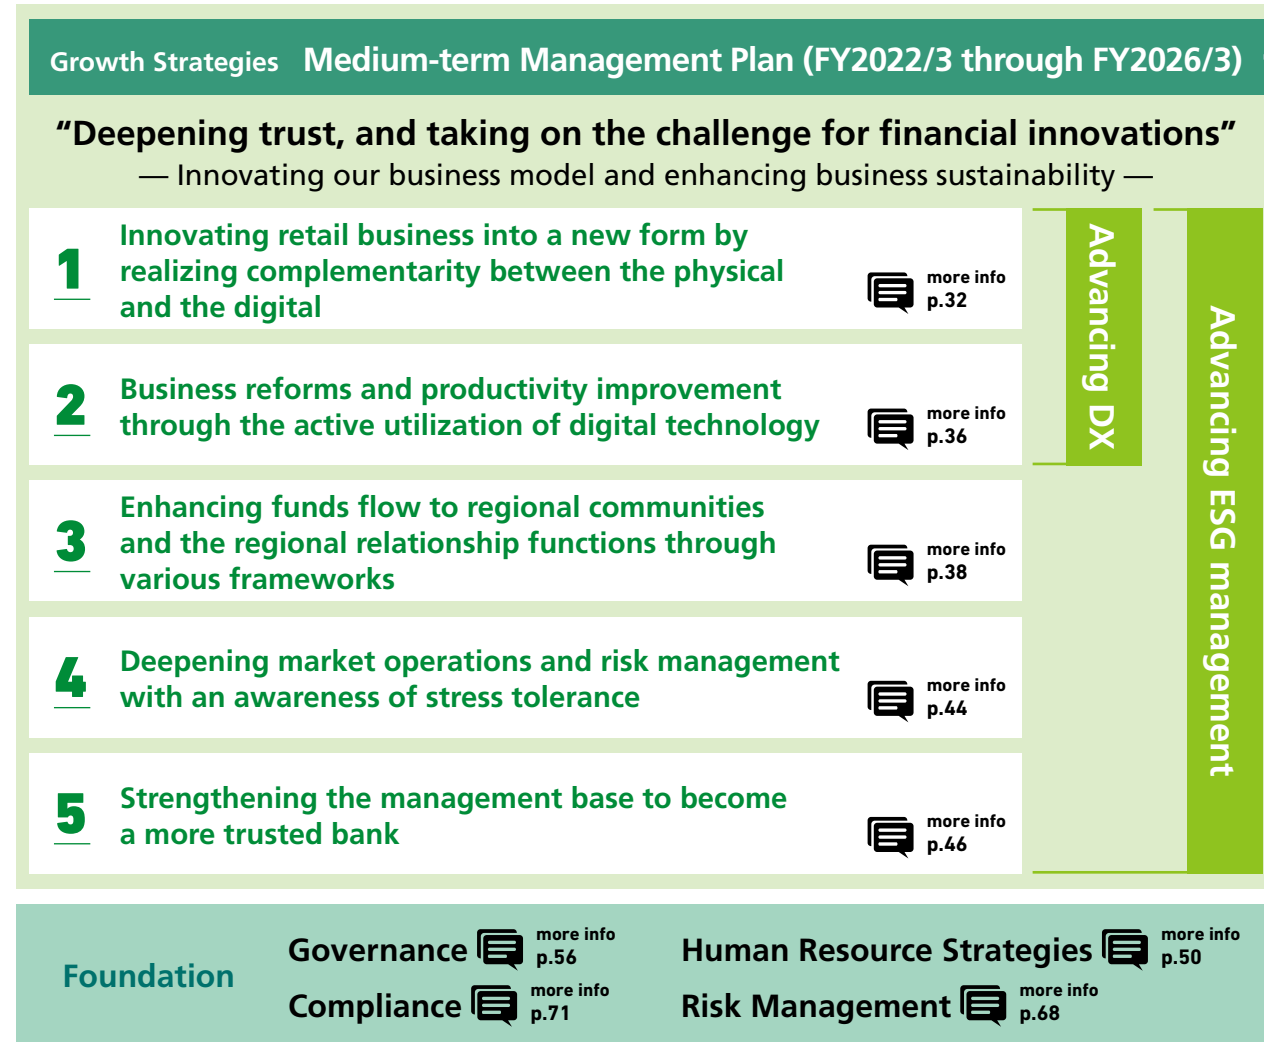 Growth Strategies Medium-term Management Plan (FY2022/3 through FY2026/3)
“Deepening trust, and taking on the challenge for financial innovations”
— Innovating our business model and enhancing business sustainability —
1
Innovating retail business into a new form by
realizing complementarity between the physical
and the digital
more info
p.32
2
Business reforms and productivity improvement
through the active utilization of digital technology
more info
p.36
3
Enhancing funds flow to regional communities
and the regional relationship functions through
various frameworks
more info
p.38
4
Deepening market operations and risk management
with an awareness of stress tolerance
more info
p.44
5
Strengthening the management base to become
a more trusted bank
more info
p.46
Advancing DX
Advancing ESG management
Foundation
Governance more info
p.56
Human Resource Strategies more info
p.50
Compliance more info
p.71
Risk Management more info
p.68